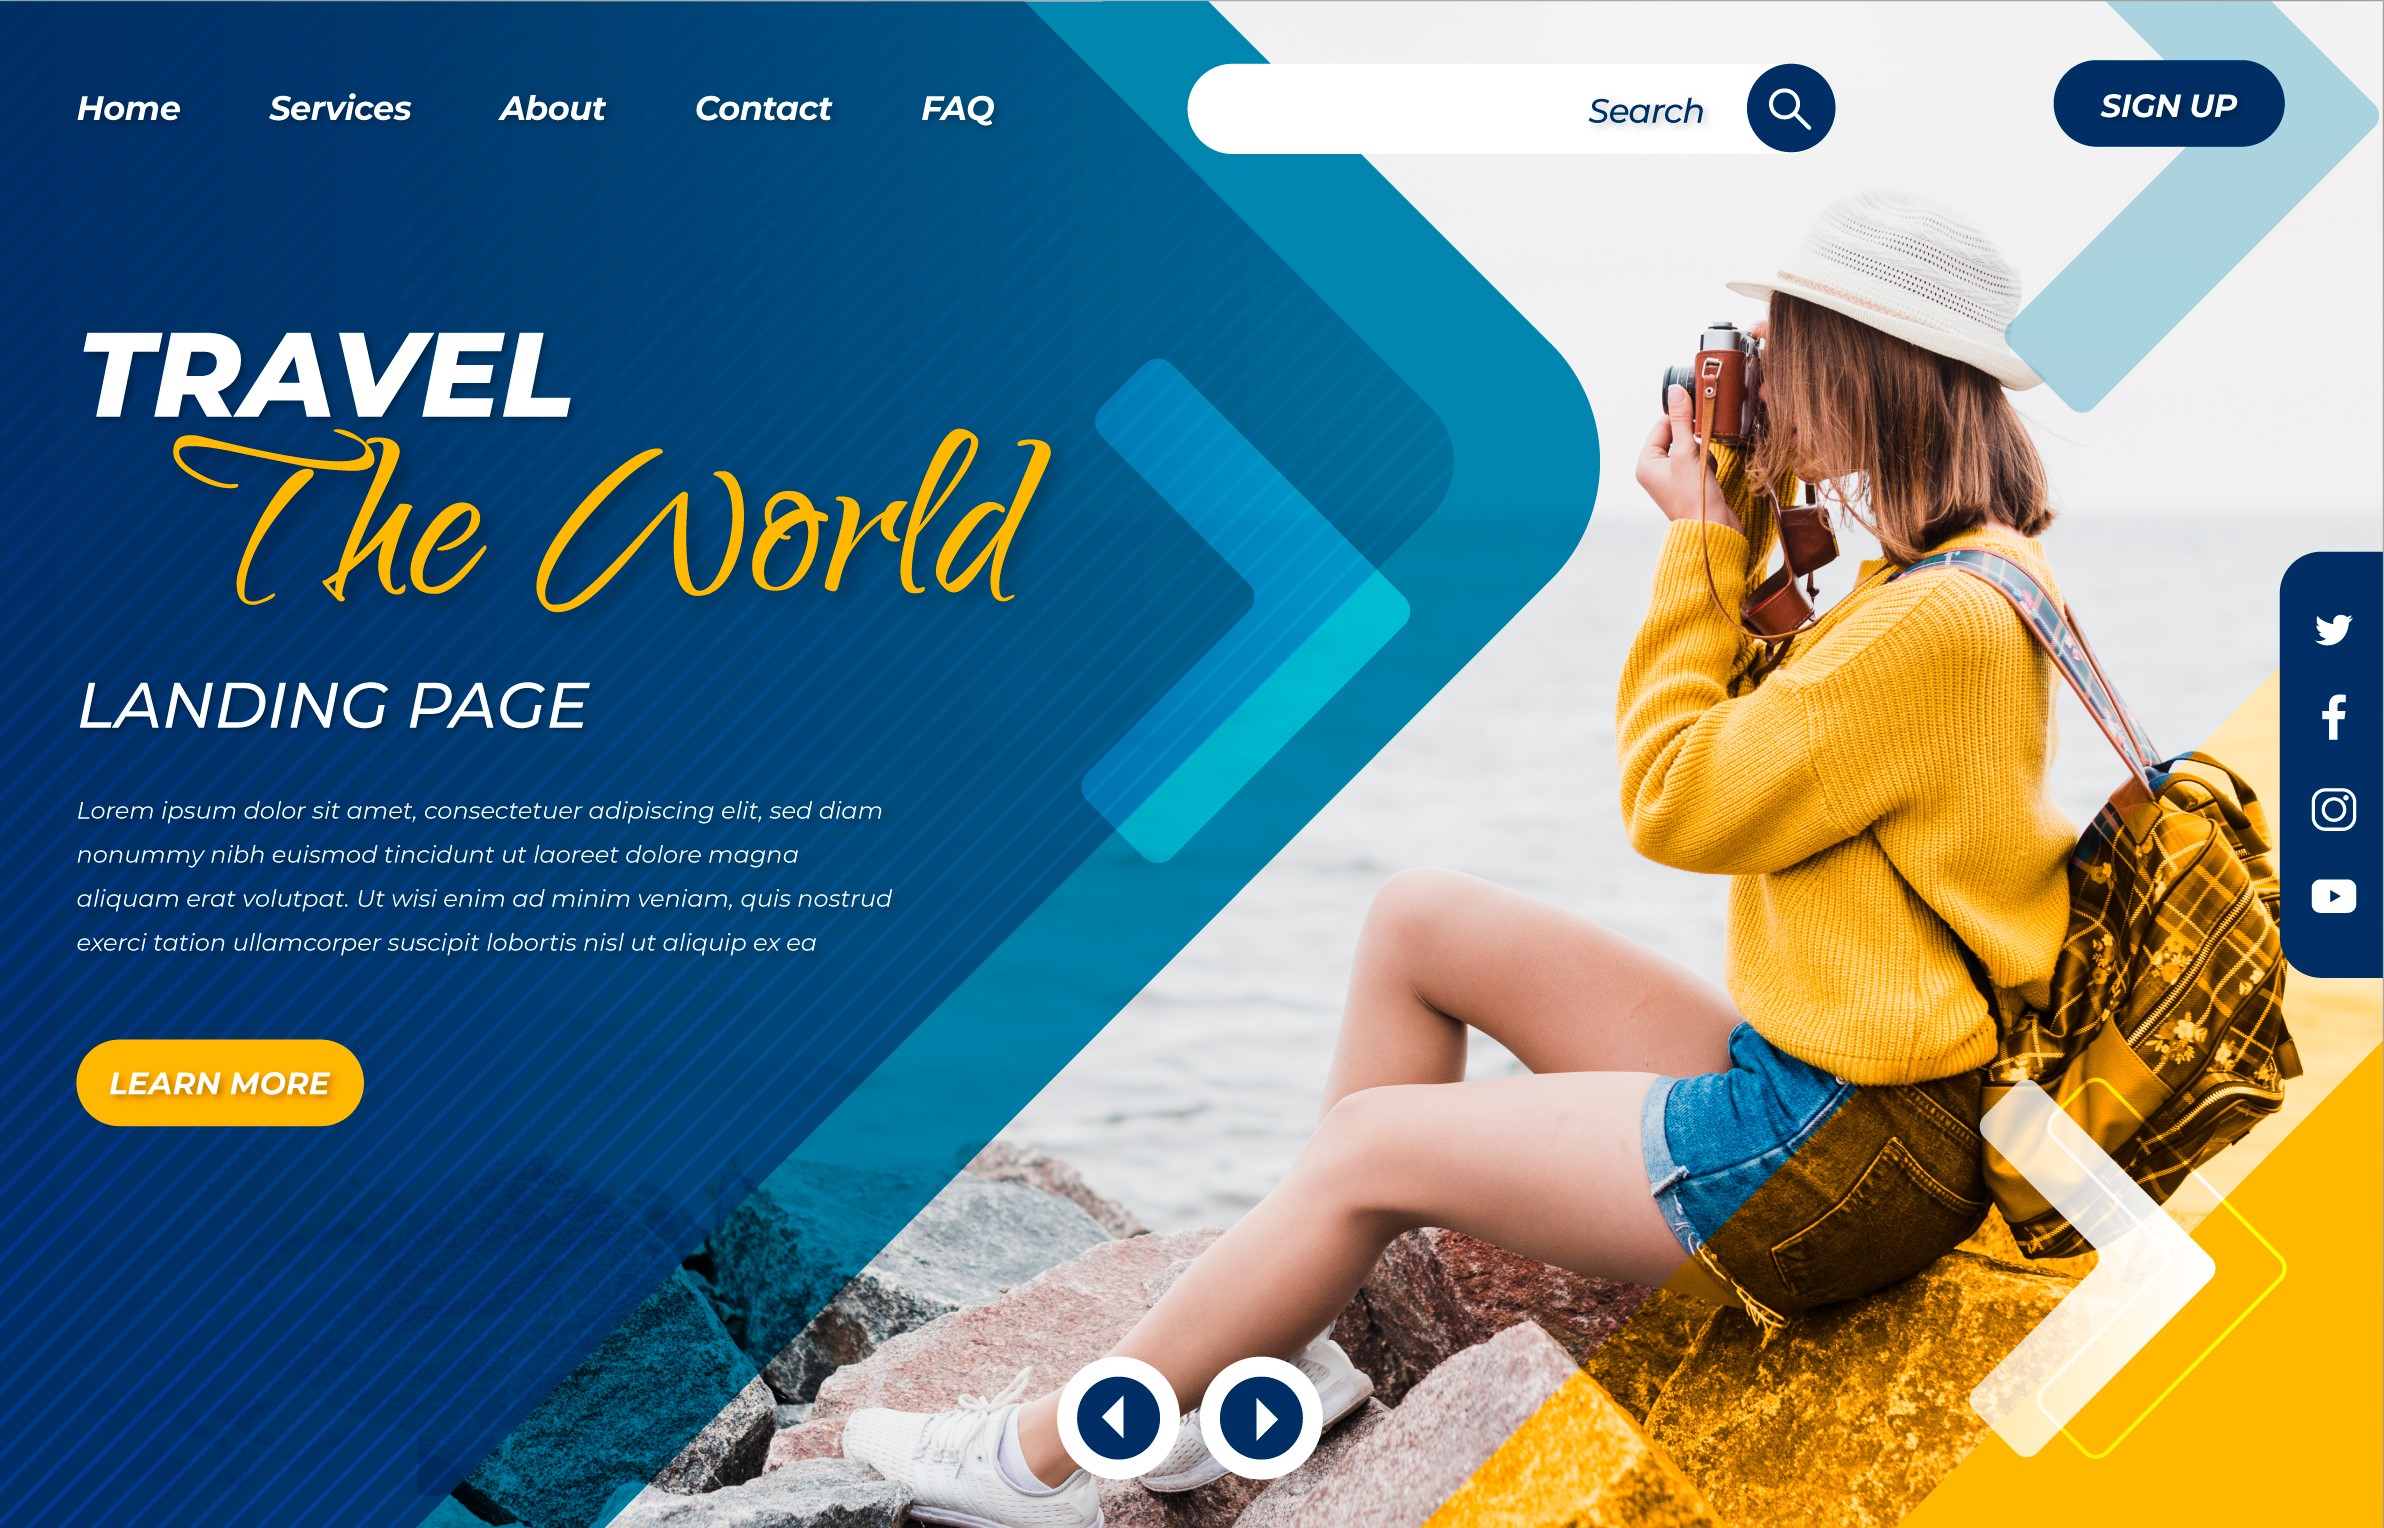 Home Services About Contact FAQ Search SIGN UP
TRAVEL
The World
LANDING PAGE
Lorem ipsum dolor sit amet, consectetuer adipiscing elit, sed diam
nonummy nibh euismod tincidunt ut laoreet dolore magna
aliquam erat volutpat. Ut wisi enim ad minim veniam, quis nostrud
exerci tation ullamcorper suscipit lobortis nisl ut aliquip ex ea
LEARN MORE